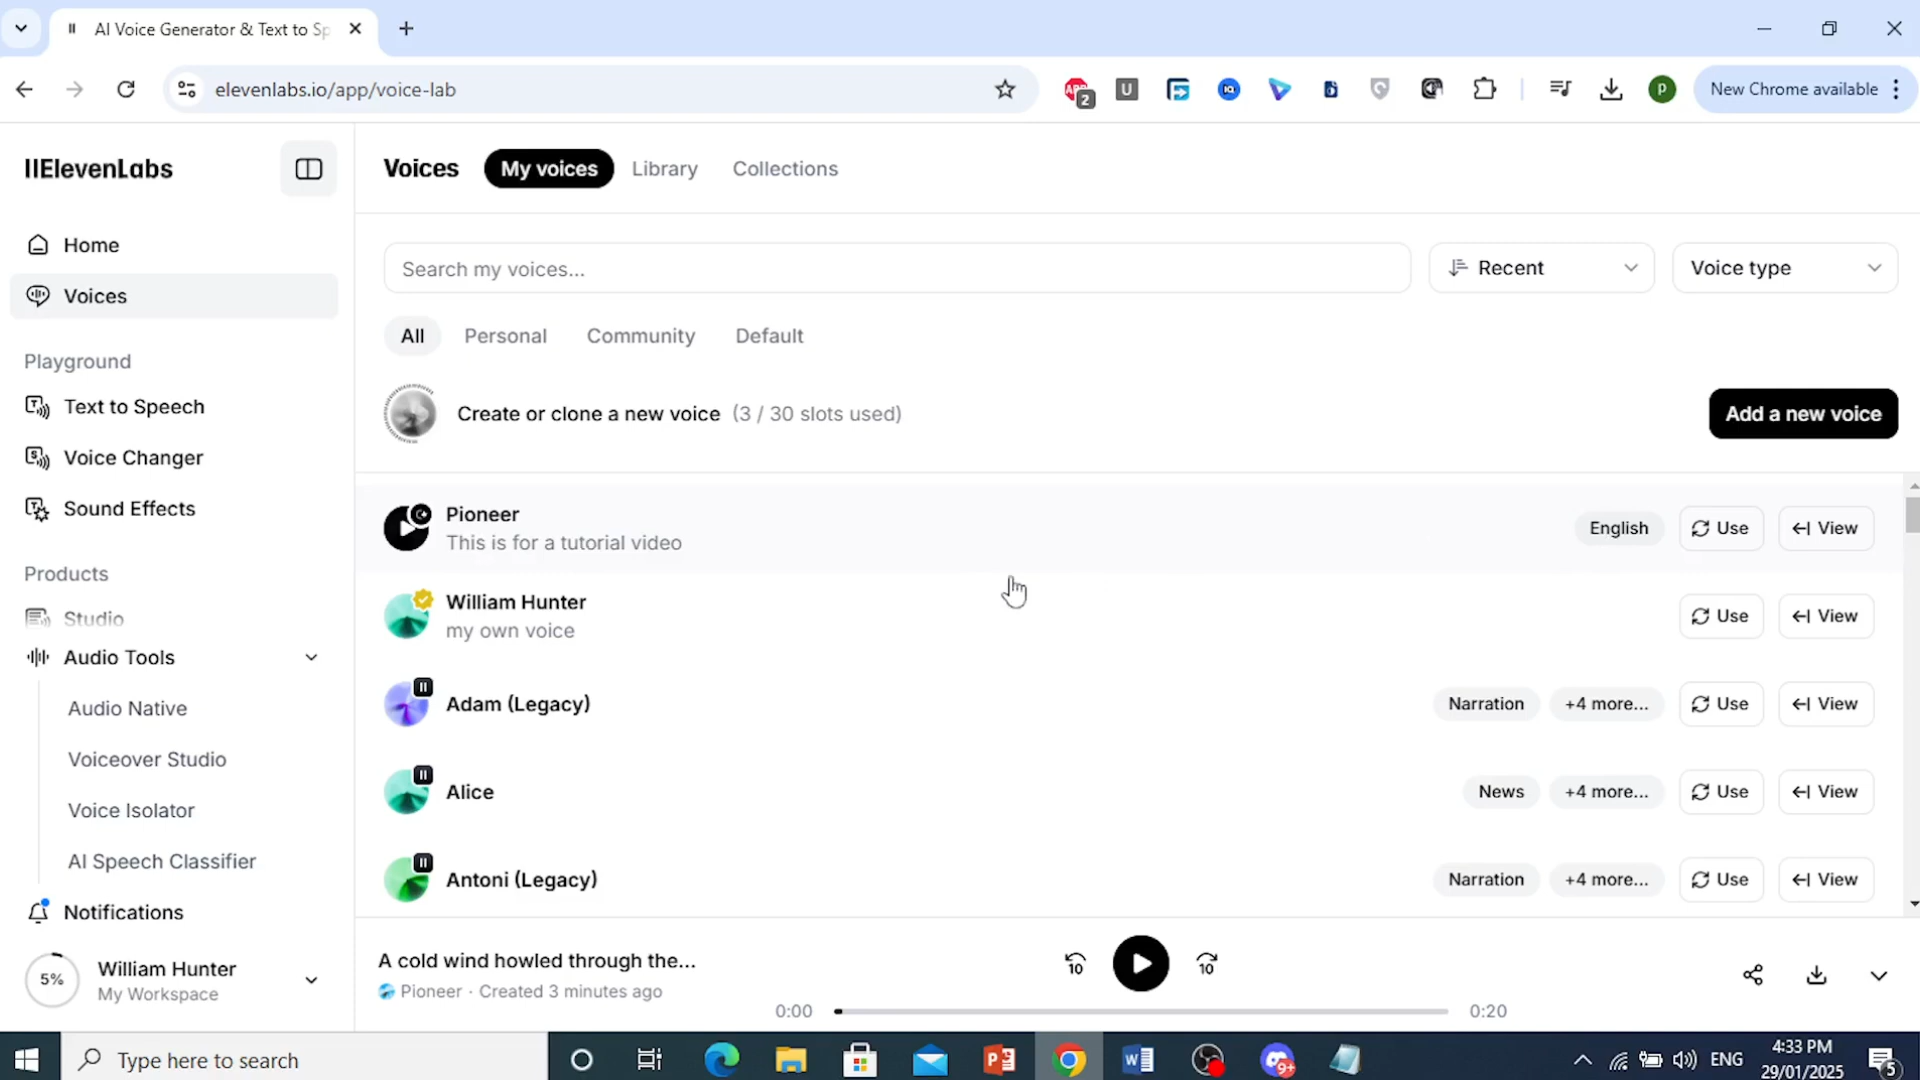 AI Voice Generator & Text to Sp
elevenlabs.io/app/voice-lab
ABP
2
U
IQ
P
New Chrome available
IIElevenLabs
Home
Voices
Playground
Text to Speech
Voice Changer
Sound Effects
Products
Studio
Audio Tools
Audio Native
Voiceover Studio
Voice Isolator
AI Speech Classifier
Notifications
5%
William Hunter
My Workspace
Voices
My voices
Library
Collections
Search my voices...
Recent
Voice type
All
Personal
Community
Default
Create or clone a new voice (3 / 30 slots used)
Add a new voice
Pioneer
This is for a tutorial video
English
Use
View
William Hunter
my own voice
Use
View
Adam (Legacy)
Narration
+4 more...
Use
View
Alice
News
+4 more...
Use
View
Antoni (Legacy)
Narration
+4 more...
Use
View
A cold wind howled through the...
Pioneer · Created 3 minutes ago
10
10
0:00
0:20
Type here to search
9+
ENG
4:33 PM
29/01/2025
5